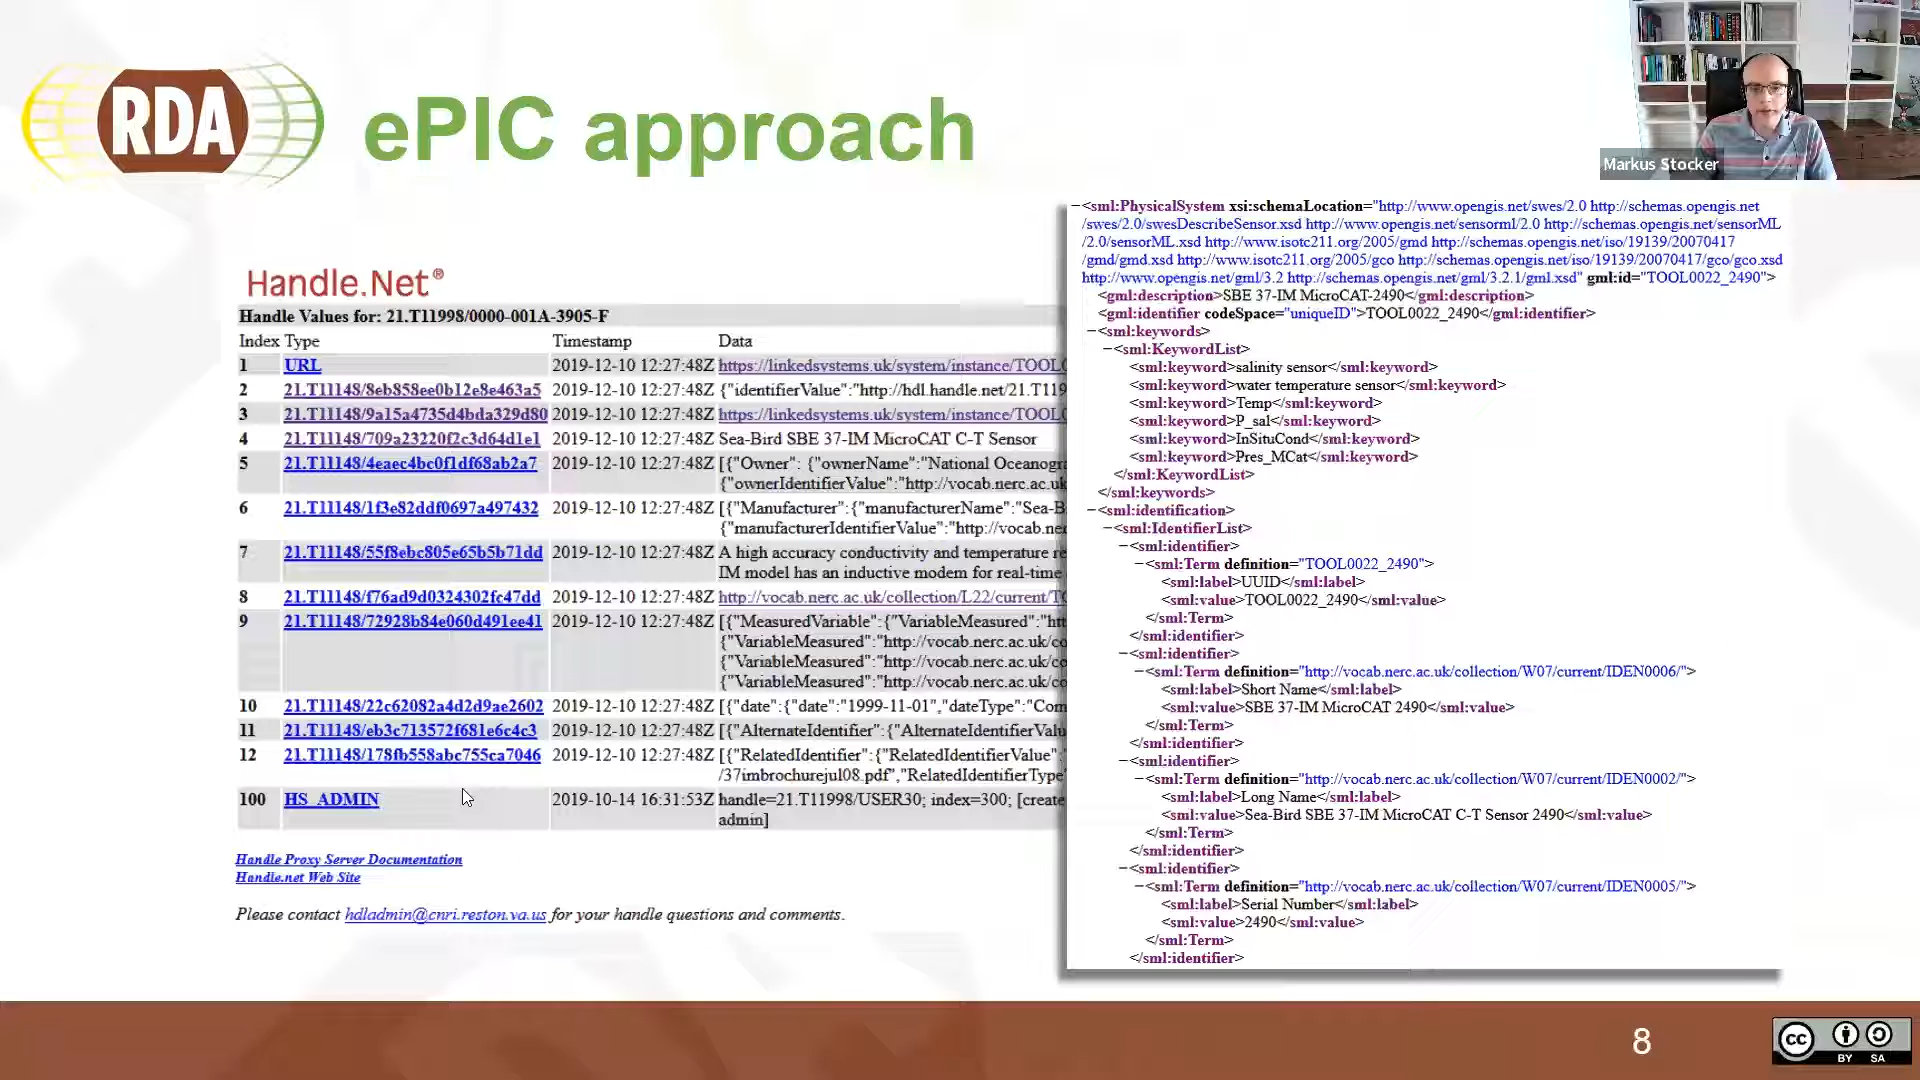 RDA
ePIC approach
Markus Stocker
Handle.Net®
Handle Values for: 21.T11998/0000-001A-3905-F
Index Type Timestamp Data
1 URL 2019-12-10 12:27:48Z https://linkedsystems.uk/system/instance/TOOL0
2 21.T11148/8eb858ee0b12e8e463a5 2019-12-10 12:27:48Z {"identifierValue":"http://hdl.handle.net/21.T119
3 21.T11148/9a15a4735d4bda329d80 2019-12-10 12:27:48Z https://linkedsystems.uk/system/instance/TOOL0
4 21.T11148/709a23220f2c3d64d1e1 2019-12-10 12:27:48Z Sea-Bird SBE 37-IM MicroCAT C-T Sensor
5 21.T11148/4eaec4bc0f1df68ab2a7 2019-12-10 12:27:48Z [{"Owner": {"ownerName":"National Oceanogra
{"ownerIdentifierValue":"http://vocab.nerc.ac.uk
6 21.T11148/1f3e82ddf0697a497432 2019-12-10 12:27:48Z [{"Manufacturer":{"manufacturerName":"Sea-B
{"manufacturerIdentifierValue":"http://vocab.ne
7 21.T11148/55f8ebc805e65b5b71dd 2019-12-10 12:27:48Z A high accuracy conductivity and temperature re
IM model has an inductive modem for real-time
8 21.T11148/f76ad9d0324302fc47dd 2019-12-10 12:27:48Z http://vocab.nerc.ac.uk/collection/L22/current/TO
9 21.T11148/72928b84e060d491ee41 2019-12-10 12:27:48Z [{"MeasuredVariable":{"VariableMeasured":"htt
{"VariableMeasured":"http://vocab.nerc.ac.uk/co
{"VariableMeasured":"http://vocab.nerc.ac.uk/co
{"VariableMeasured":"http://vocab.nerc.ac.uk/co
10 21.T11148/22c62082a4d2d9ae2602 2019-12-10 12:27:48Z [{"date":{"date":"1999-11-01","dateType":"Com
11 21.T11148/eb3c713572f681e6c4c3 2019-12-10 12:27:48Z [{"AlternateIdentifier":{"AlternateIdentifierValu
12 21.T11148/178fb558abc755ca7046 2019-12-10 12:27:48Z [{"RelatedIdentifier":{"RelatedIdentifierValue":
/37imbrochurejul08.pdf","RelatedIdentifierType"
100 HS_ADMIN 2019-10-14 16:31:53Z handle=21.T11998/USER30; index=300; [create
admin]
Handle Proxy Server Documentation
Handle.net Web Site
Please contact hdladmin@cnri.reston.va.us for your handle questions and comments.
−<sml:PhysicalSystem xsi:schemaLocation="http://www.opengis.net/swes/2.0 http://schemas.opengis.net
/swes/2.0/swesDescribeSensor.xsd http://www.opengis.net/sensorml/2.0 http://schemas.opengis.net/sensorML
/2.0/sensorML.xsd http://www.isotc211.org/2005/gmd http://schemas.opengis.net/iso/19139/20070417
/gmd/gmd.xsd http://www.isotc211.org/2005/gco http://schemas.opengis.net/iso/19139/20070417/gco/gco.xsd
http://www.opengis.net/gml/3.2 http://schemas.opengis.net/gml/3.2.1/gml.xsd" gml:id="TOOL0022_2490">
<gml:description>SBE 37-IM MicroCAT-2490</gml:description>
<gml:identifier codeSpace="uniqueID">TOOL0022_2490</gml:identifier>
−<sml:keywords>
−<sml:KeywordList>
<sml:keyword>salinity sensor</sml:keyword>
<sml:keyword>water temperature sensor</sml:keyword>
<sml:keyword>Temp</sml:keyword>
<sml:keyword>P_sal</sml:keyword>
<sml:keyword>InSituCond</sml:keyword>
<sml:keyword>Pres_MCat</sml:keyword>
</sml:KeywordList>
</sml:keywords>
−<sml:identification>
−<sml:IdentifierList>
−<sml:identifier>
−<sml:Term definition="TOOL0022_2490">
<sml:label>UUID</sml:label>
<sml:value>TOOL0022_2490</sml:value>
</sml:Term>
</sml:identifier>
−<sml:identifier>
−<sml:Term definition="http://vocab.nerc.ac.uk/collection/W07/current/IDEN0006/">
<sml:label>Short Name</sml:label>
<sml:value>SBE 37-IM MicroCAT 2490</sml:value>
</sml:Term>
</sml:identifier>
−<sml:identifier>
−<sml:Term definition="http://vocab.nerc.ac.uk/collection/W07/current/IDEN0002/">
<sml:label>Long Name</sml:label>
<sml:value>Sea-Bird SBE 37-IM MicroCAT C-T Sensor 2490</sml:value>
</sml:Term>
</sml:identifier>
−<sml:identifier>
−<sml:Term definition="http://vocab.nerc.ac.uk/collection/W07/current/IDEN0005/">
<sml:label>Serial Number</sml:label>
<sml:value>2490</sml:value>
</sml:Term>
</sml:identifier>
8
cc BY SA